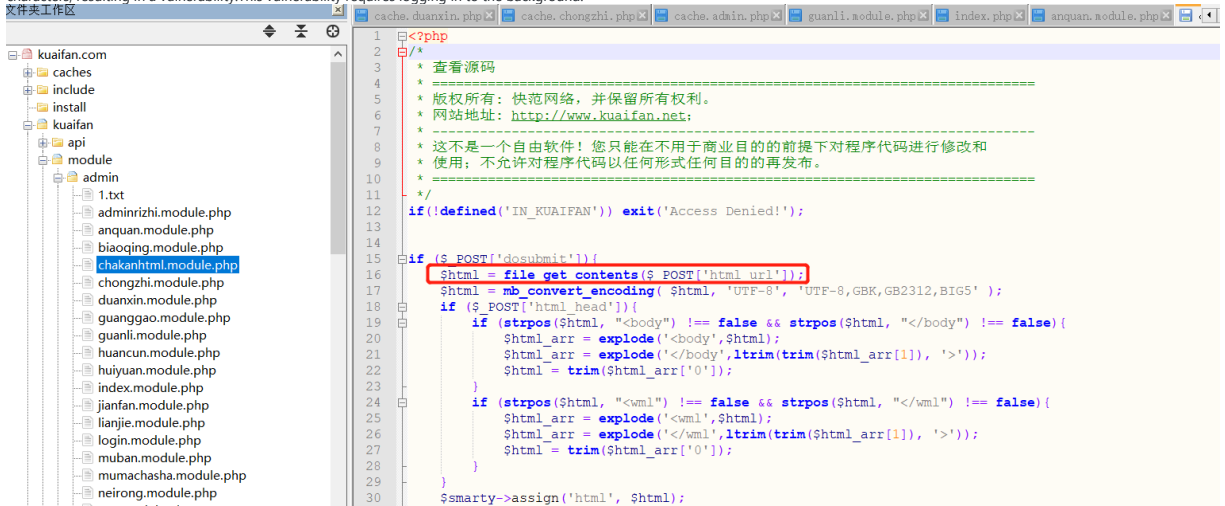 文件夹工作区
kuaifan.com
caches
include
install
kuaifan
api
module
admin
1.txt
adminrizhi.module.php
anquan.module.php
biaoqing.module.php
chakanhtml.module.php
chongzhi.module.php
duanxin.module.php
guanggao.module.php
guanli.module.php
huancun.module.php
huiyuan.module.php
index.module.php
jianfan.module.php
lianjie.module.php
login.module.php
muban.module.php
mumachasha.module.php
neirong.module.php
cache.duanxin.php cache.chongzhi.php cache.admin.php guanli.module.php index.php anquan.module.php
1 <?php
2 /*
3 * 查看源码
4 * ============================================================================
5 * 版权所有: 快范网络，并保留所有权利。
6 * 网站地址: http://www.kuaifan.net；
7 * ----------------------------------------------------------------------------
8 * 这不是一个自由软件！您只能在不用于商业目的的前提下对程序代码进行修改和
9 * 使用；不允许对程序代码以任何形式任何目的的再发布。
10 * ============================================================================
11 */
12 if(!defined('IN_KUAIFAN')) exit('Access Denied!');
13
14
15 if ($_POST['dosubmit']){
16 $html = file_get_contents($_POST['html_url']);
17 $html = mb_convert_encoding( $html, 'UTF-8', 'UTF-8,GBK,GB2312,BIG5' );
18 if ($_POST['html_head']){
19 if (strpos($html, "<body") !== false && strpos($html, "</body") !== false){
20 $html_arr = explode('<body',$html);
21 $html_arr = explode('</body',ltrim(trim($html_arr[1]), '>'));
22 $html = trim($html_arr['0']);
23 }
24 if (strpos($html, "<wml") !== false && strpos($html, "</wml") !== false){
25 $html_arr = explode('<wml',$html);
26 $html_arr = explode('</wml',ltrim(trim($html_arr[1]), '>'));
27 $html = trim($html_arr['0']);
28 }
29 }
30 $smarty->assign('html', $html);